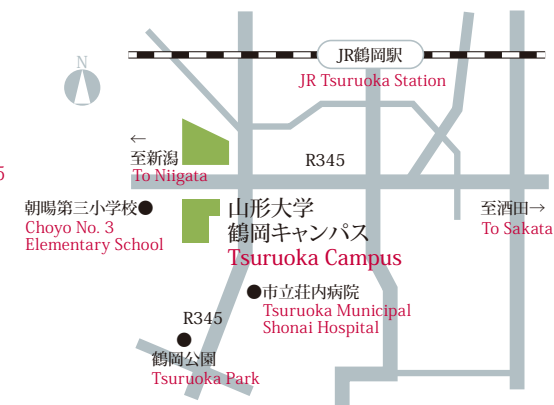 JR鶴岡駅
JR Tsuruoka Station
N
←
至新潟
To Niigata
R345
5
朝暘第三小学校●
Choyo No. 3
Elementary School
山形大学
鶴岡キャンパス
Tsuruoka Campus
至酒田→
To Sakata
●市立荘内病院
Tsuruoka Municipal
Shonai Hospital
R345
鶴岡公園
Tsuruoka Park